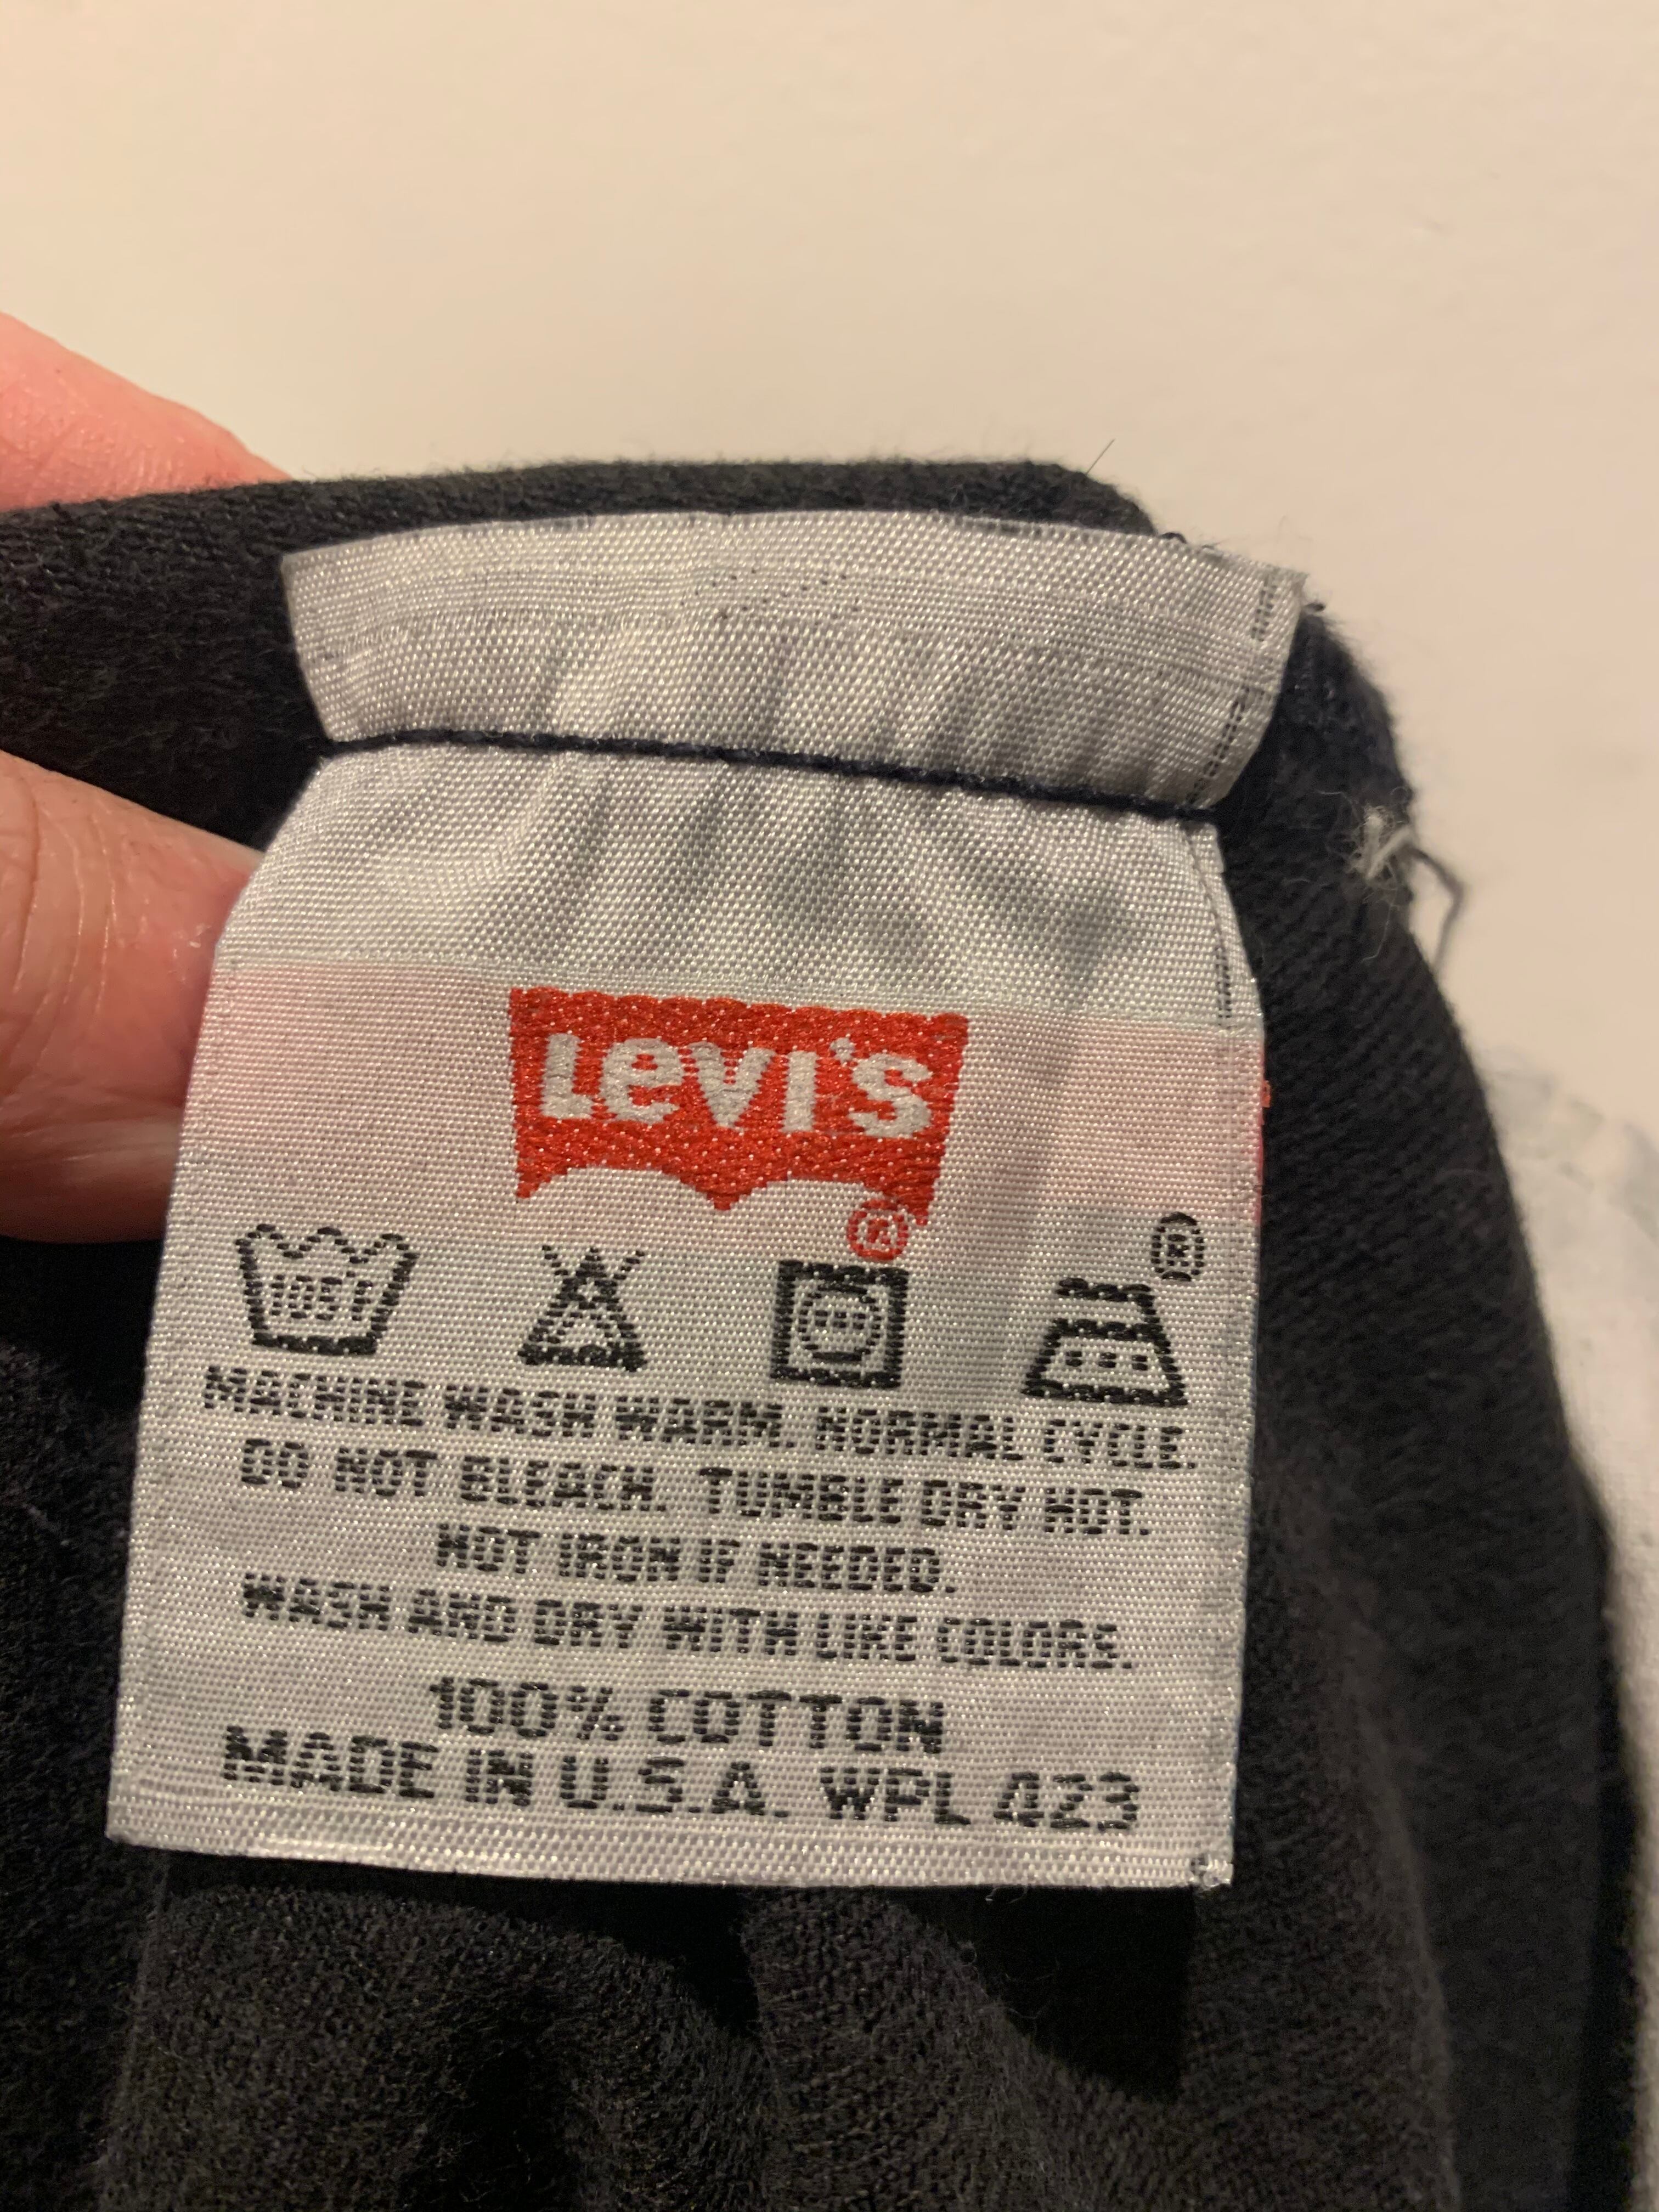 LEVI'S
®
®
105F
MACHINE WASH WARM. NORMAL CYCLE.
DO NOT BLEACH. TUMBLE DRY HOT.
HOT IRON IF NEEDED.
WASH AND DRY WITH LIKE COLORS.
100% COTTON
MADE IN U.S.A. WPL 423